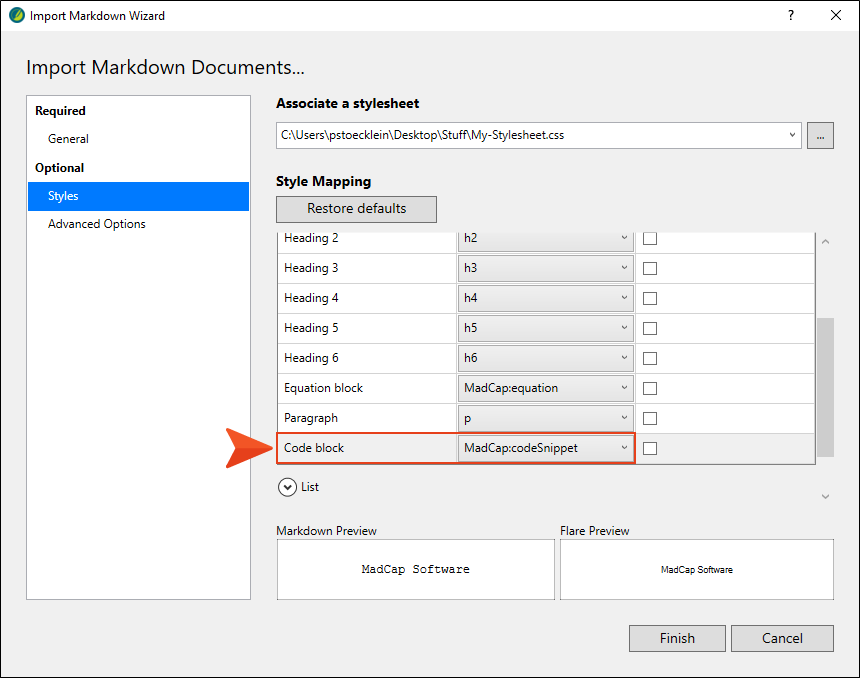 Import Markdown Wizard
?
Import Markdown Documents...
Required
General
Optional
Styles
Advanced Options
Associate a stylesheet
C:\Users\pstoecklein\Desktop\Stuff\My-Stylesheet.css
...
Style Mapping
Restore defaults
Heading 2 h2
Heading 3 h3
Heading 4 h4
Heading 5 h5
Heading 6 h6
Equation block MadCap:equation
Paragraph p
Code block MadCap:codeSnippet
List
Markdown Preview Flare Preview
MadCap Software MadCap Software
Finish Cancel